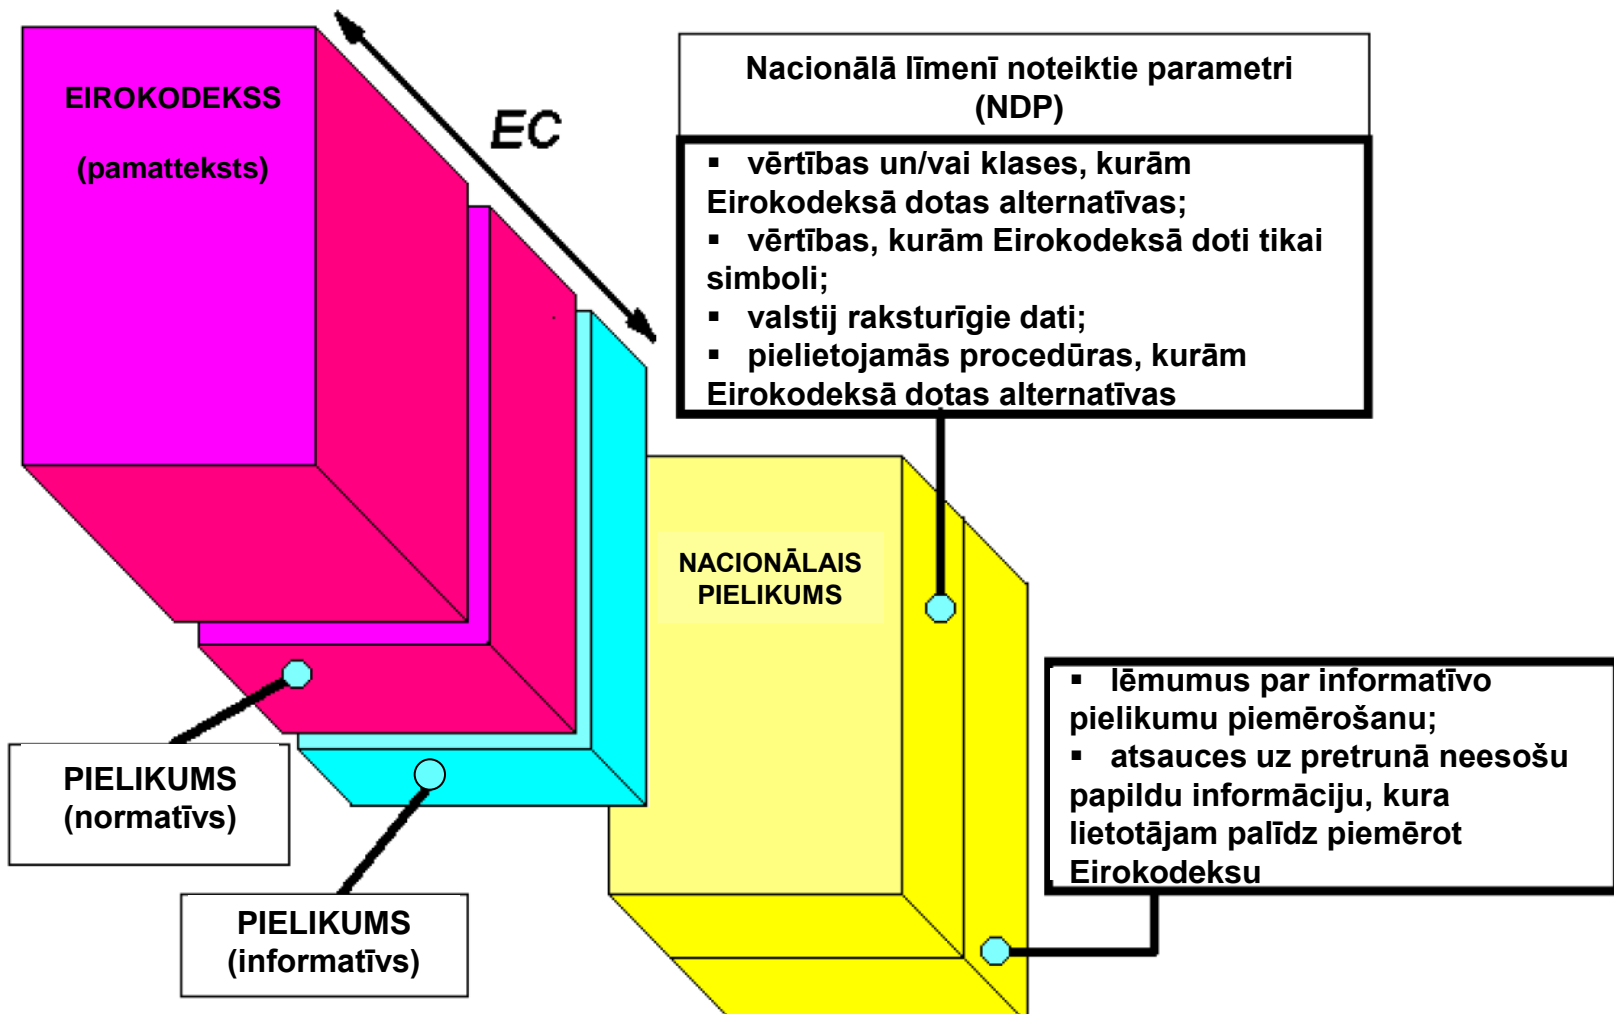 EIROKODEKSS
(pamatteksts)
EC
Nacionālā līmenī noteiktie parametri
(NDP)
▪ vērtības un/vai klases, kurām
Eirokodeksā dotas alternatīvas;
▪ vērtības, kurām Eirokodeksā doti tikai
simboli;
▪ valstij raksturīgie dati;
▪ pielietojamās procedūras, kurām
Eirokodeksā dotas alternatīvas
NACIONĀLAIS
PIELIKUMS
▪ lēmumus par informatīvo
pielikumu piemērošanu;
▪ atsauces uz pretrunā neesošu
papildu informāciju, kura
lietotājam palīdz piemērot
Eirokodeksu
PIELIKUMS
(normatīvs)
PIELIKUMS
(informatīvs)